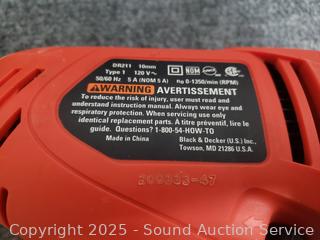 DR211 10mm
Type 1 120 V~ NOM
50/60 Hz 5 A (NOM 5 A) n₀ 0-1350/min (RPM)
WARNING AVERTISSEMENT
To reduce the risk of injury, user must read and
understand instruction manual. Always wear eye and
respiratory protection. When servicing use only
identical replacement parts. A titre préventif, lire le
guide. Questions? 1-800-54-HOW-TO
Made in China
Black & Decker (U.S.) Inc.,
Towson, MD 21286 U.S.A.
Copyright 2025 - Sound Auction Service